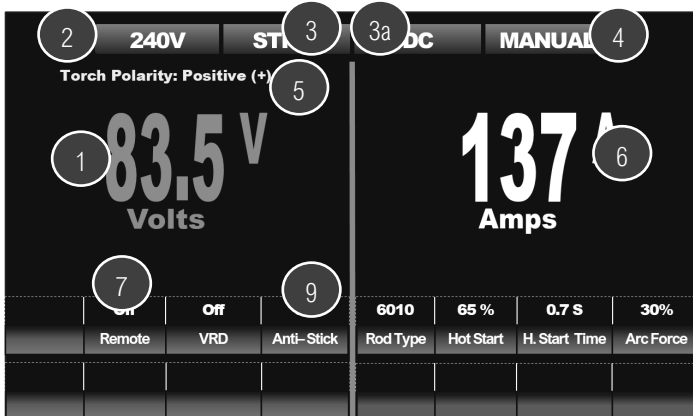 2 240V 3 3a DC MANUAL 4
Torch Polarity: Positive (+) 5
1 83.5 V 137 6
Volts Amps
7 Off 9 6010 65 % 0.7 S 30%
Remote VRD Anti-Stick Rod Type Hot Start H. Start Time Arc Force